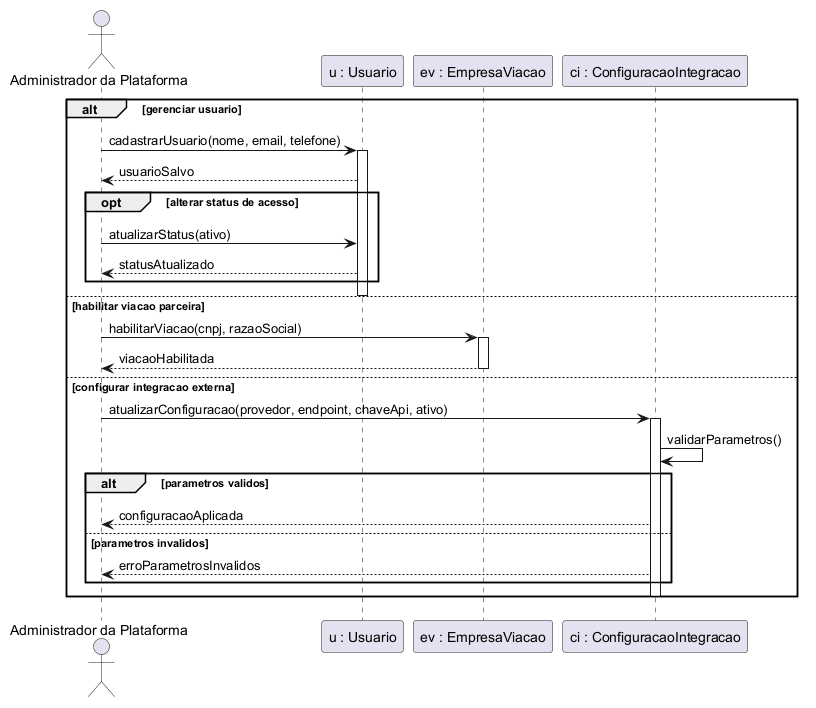 Administrador da Plataforma
u : Usuario
ev : EmpresaViacao
ci : ConfiguracaoIntegracao
alt
[gerenciar usuario]
cadastrarUsuario(nome, email, telefone)
usuarioSalvo
opt
[alterar status de acesso]
atualizarStatus(ativo)
statusAtualizado
[habilitar viacao parceira]
habilitarViacao(cnpj, razaoSocial)
viacaoHabilitada
[configurar integracao externa]
atualizarConfiguracao(provedor, endpoint, chaveApi, ativo)
validarParametros()
alt
[parametros validos]
configuracaoAplicada
[parametros invalidos]
erroParametrosInvalidos
Administrador da Plataforma
u : Usuario
ev : EmpresaViacao
ci : ConfiguracaoIntegracao